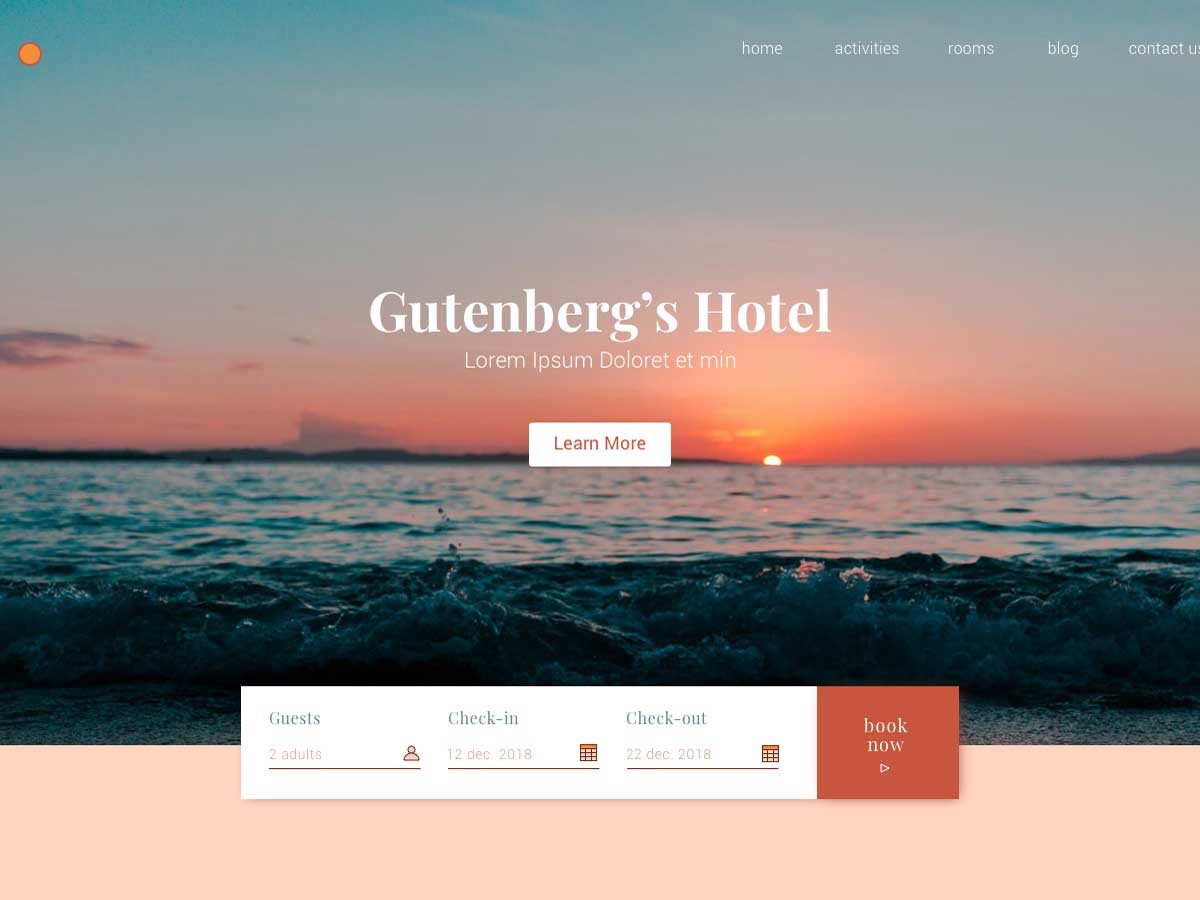 home activities rooms blog contact us
Gutenberg’s Hotel
Lorem Ipsum Doloret et min
Learn More
Guests Check-in Check-out
2 adults 12 dec. 2018 22 dec. 2018
book
now